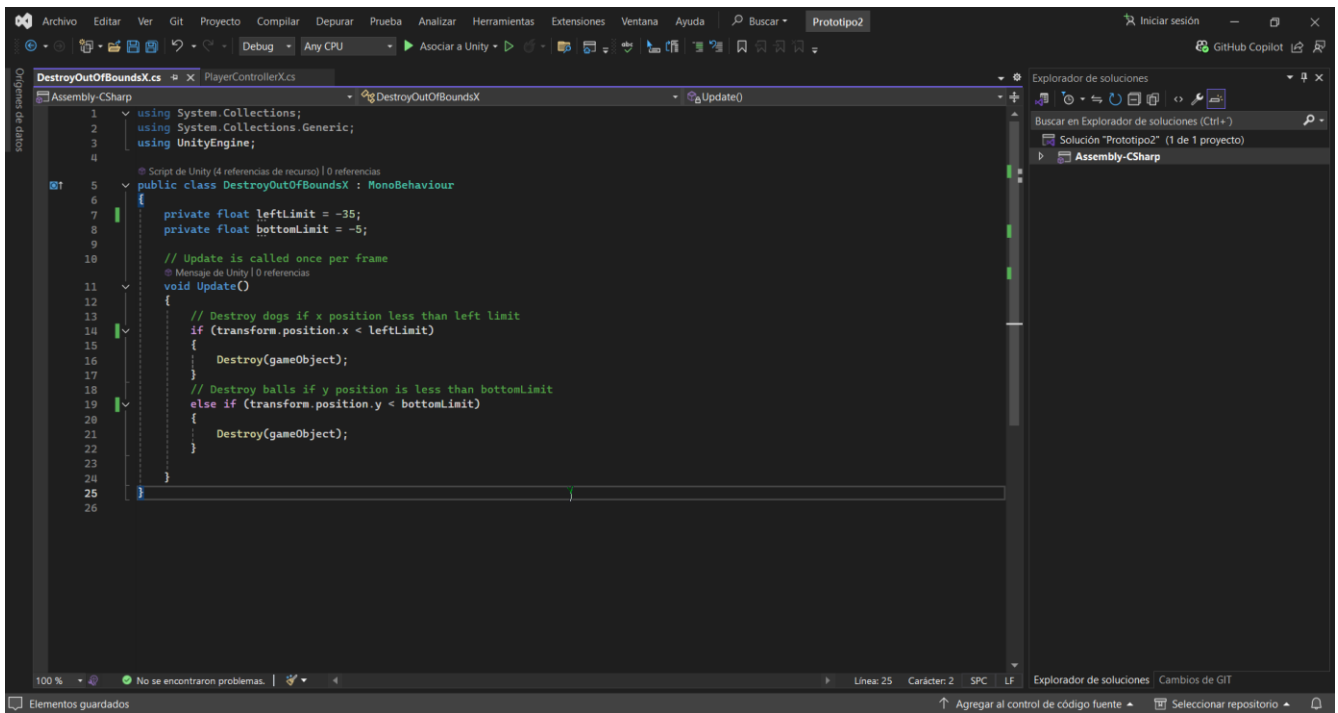 Archivo Editar Ver Git Proyecto Compilar Depurar Prueba Analizar Herramientas Extensiones Ventana Ayuda Buscar Prototipo2 Iniciar sesión
Debug Any CPU Asociar a Unity GitHub Copilot
Orígenes de datos
DestroyOutOfBoundsX.cs PlayerControllerX.cs
Assembly-CSharp DestroyOutOfBoundsX Update()
1 using System.Collections;
2 using System.Collections.Generic;
3 using UnityEngine;
4
Script de Unity (4 referencias de recurso) | 0 referencias
5 public class DestroyOutOfBoundsX : MonoBehaviour
6 {
7 private float leftLimit = -35;
8 private float bottomLimit = -5;
9
10 // Update is called once per frame
Mensaje de Unity | 0 referencias
11 void Update()
12 {
13 // Destroy dogs if x position less than left limit
14 if (transform.position.x < leftLimit)
15 {
16 Destroy(gameObject);
17 }
18 // Destroy balls if y position is less than bottomLimit
19 else if (transform.position.y < bottomLimit)
20 {
21 Destroy(gameObject);
22 }
23
24 }
25 }
26
Explorador de soluciones
Buscar en Explorador de soluciones (Ctrl+´)
Solución "Prototipo2" (1 de 1 proyecto)
Assembly-CSharp
100 % No se encontraron problemas. Línea: 25 Carácter: 2 SPC LF
Explorador de soluciones Cambios de GIT
Elementos guardados Agregar al control de código fuente Seleccionar repositorio